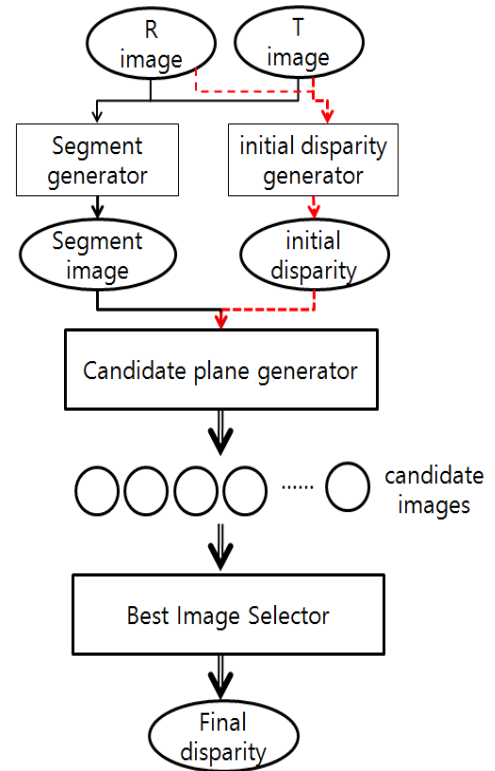 R
image
T
image
Segment
generator
initial disparity
generator
Segment
image
initial
disparity
Candidate plane generator
...... candidate
images
Best Image Selector
Final
disparity